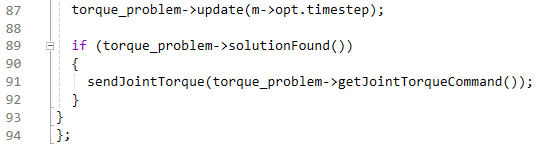 87 torque_problem->update(m->opt.timestep);
88
89 if (torque_problem->solutionFound())
90 {
91 sendJointTorque(torque_problem->getJointTorqueCommand());
92 }
93 }
94 };